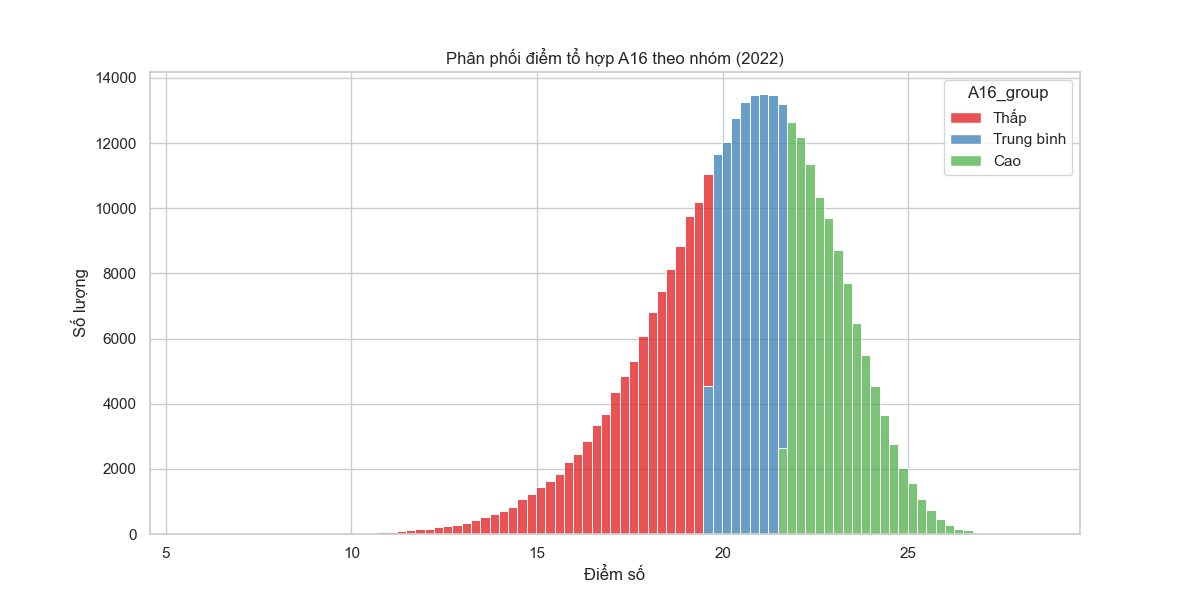 Phân phối điểm tổ hợp A16 theo nhóm (2022)
14000
12000
10000
8000
6000
4000
2000
0
Số lượng
A16_group
Thấp
Trung bình
Cao
5
10
15
20
25
Điểm số